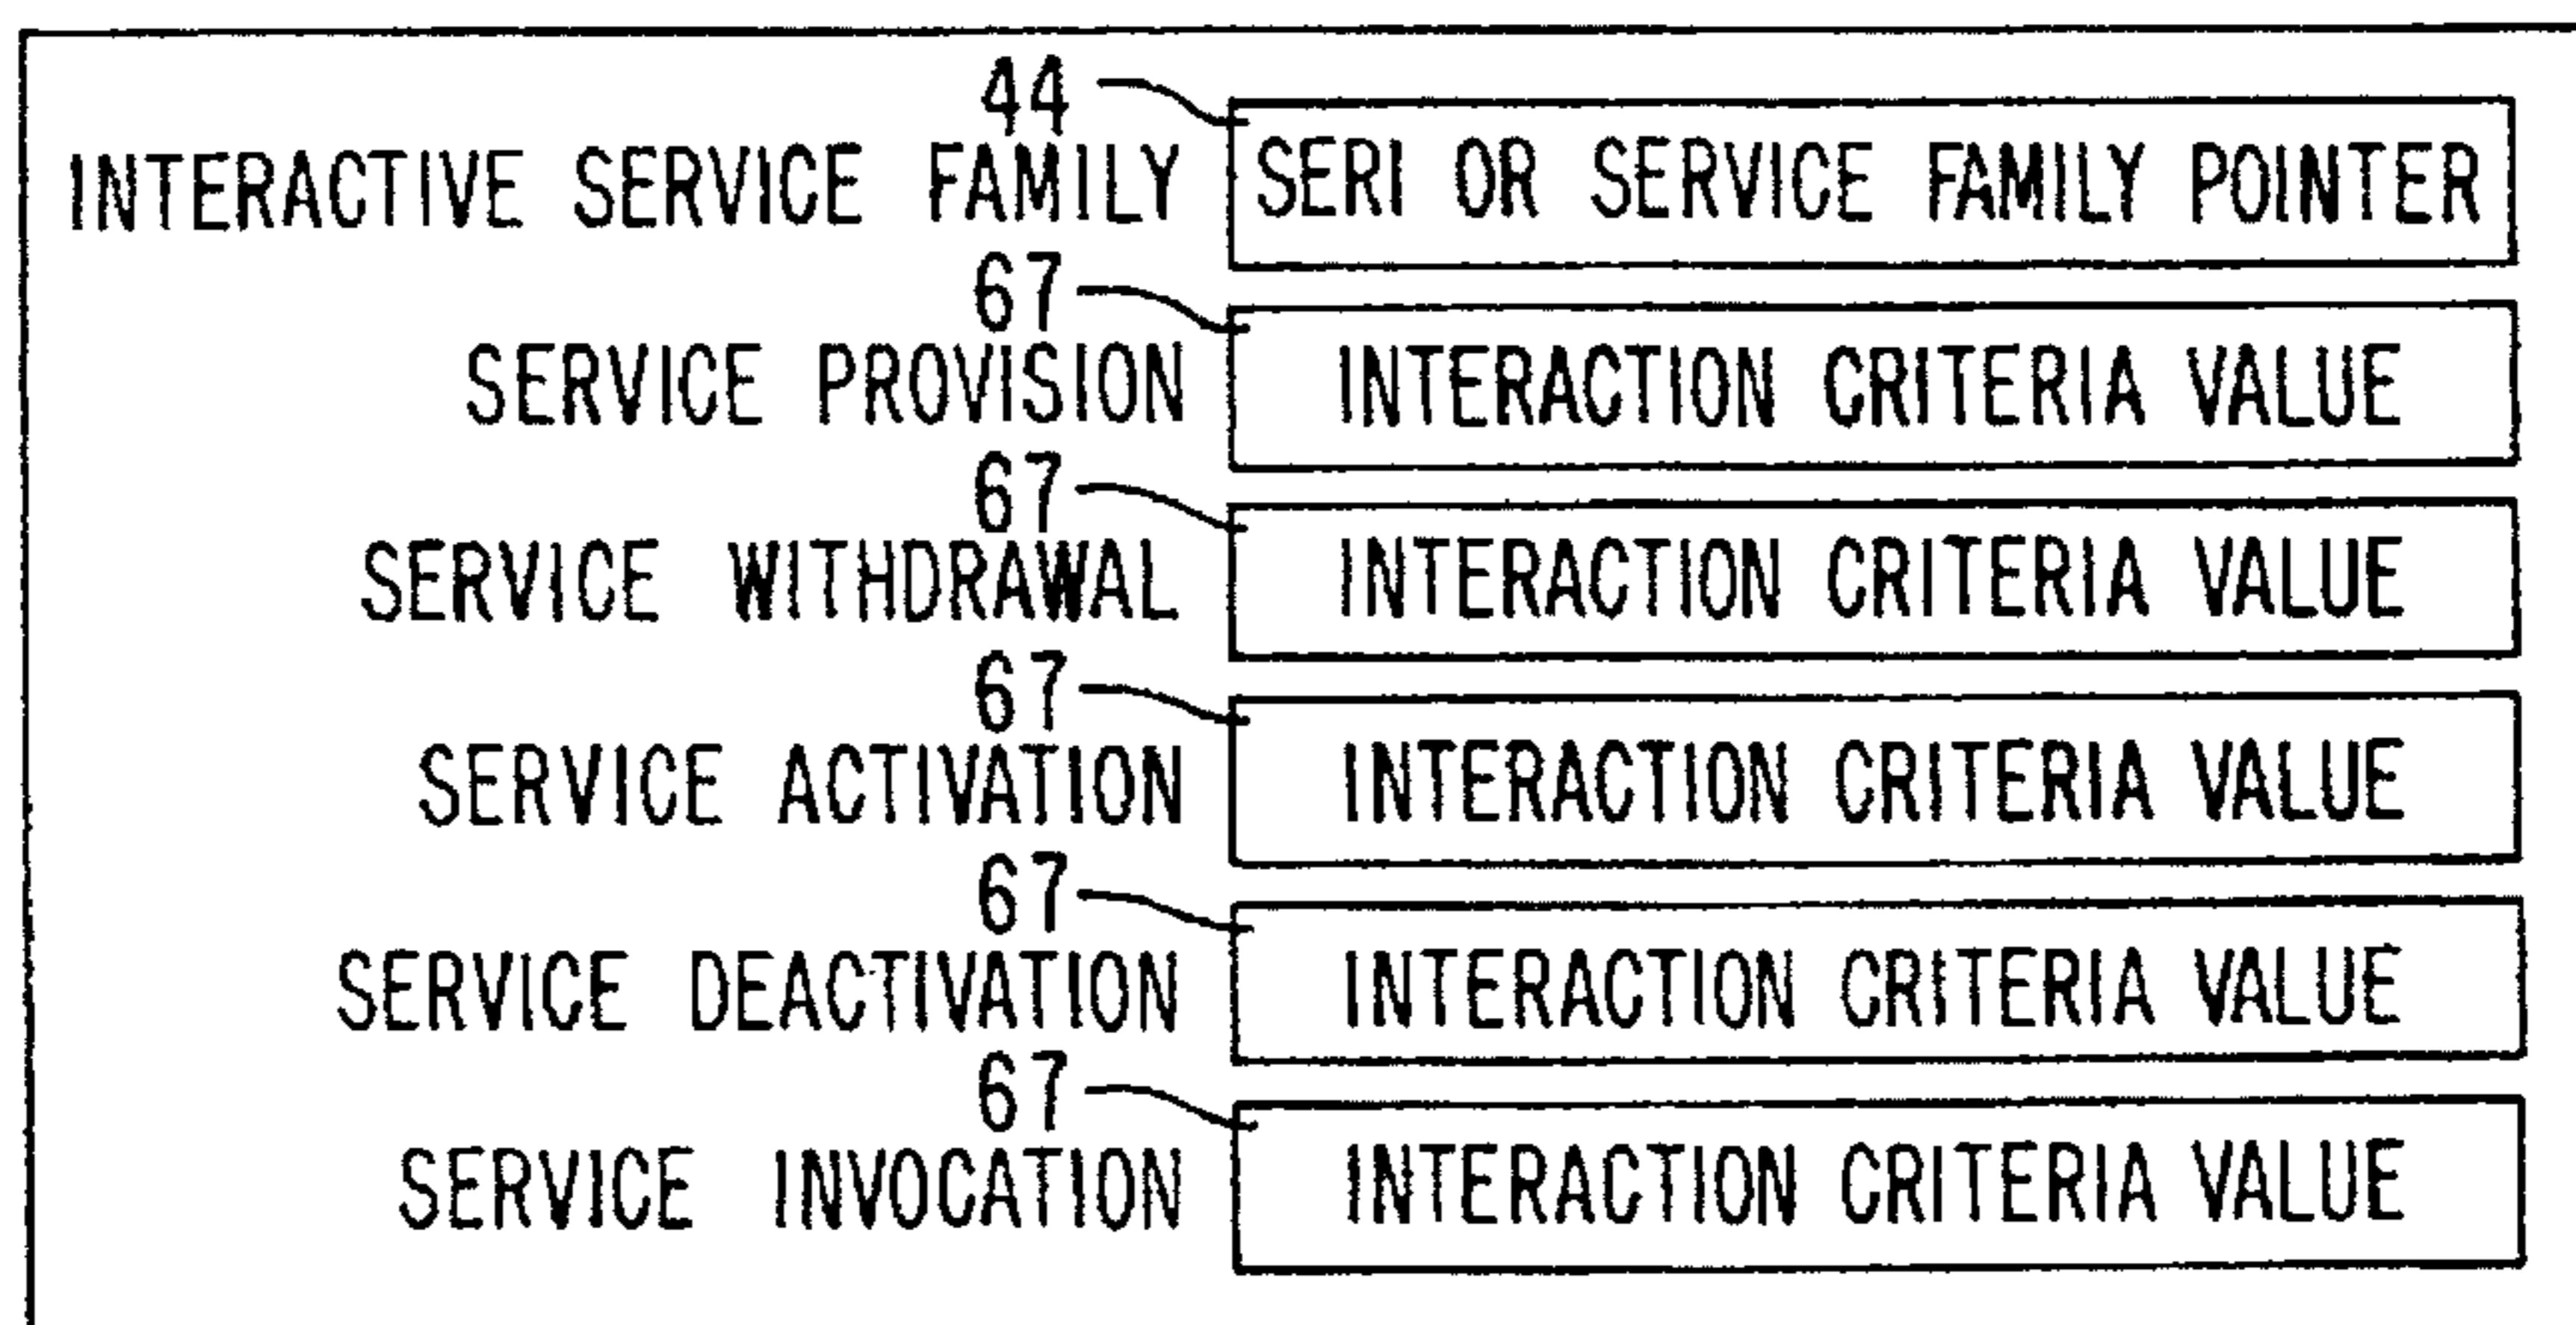 44
INTERACTIVE SERVICE FAMILY SERI OR SERVICE FAMILY POINTER
67
SERVICE PROVISION INTERACTION CRITERIA VALUE
67
SERVICE WITHDRAWAL INTERACTION CRITERIA VALUE
67
SERVICE ACTIVATION INTERACTION CRITERIA VALUE
67
SERVICE DEACTIVATION INTERACTION CRITERIA VALUE
67
SERVICE INVOCATION INTERACTION CRITERIA VALUE